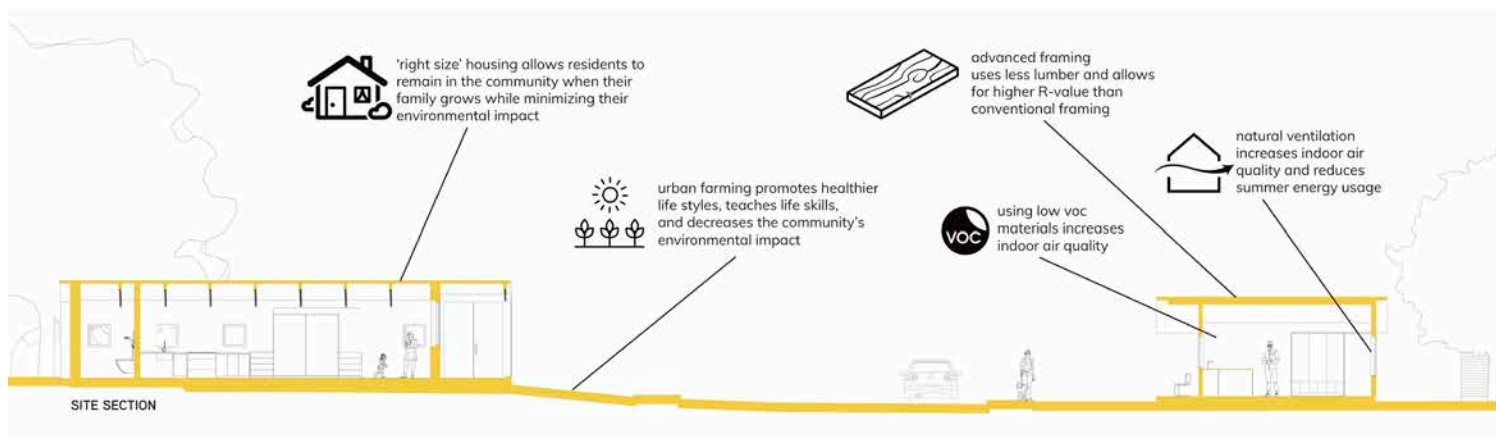 'right size' housing allows residents to
remain in the community when their
family grows while minimizing their
environmental impact
advanced framing
uses less lumber and allows
for higher R-value than
conventional framing
natural ventilation
increases indoor air
quality and reduces
summer energy usage
urban farming promotes healthier
life styles, teaches life skills,
and decreases the community's
environmental impact
VOC
using low voc
materials increases
indoor air quality
SITE SECTION